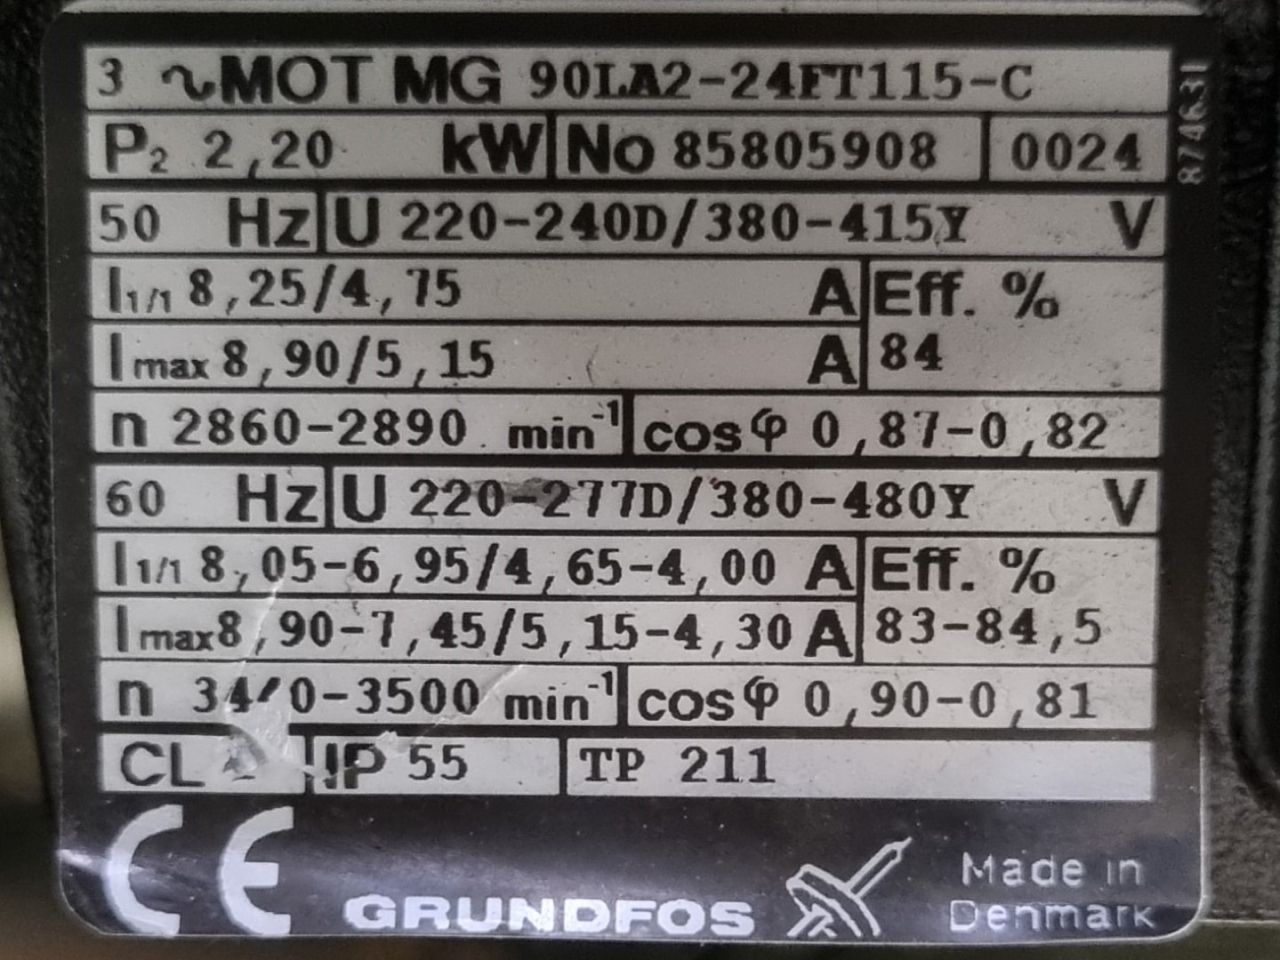 3 ∿MOT MG 90LA2-24FT115-C
P2 2,20 kW No 85805908 0024
50 Hz U 220-240D/380-415Y V
I1/1 8,25/4,75 A Eff. %
Imax 8,90/5,15 A 84
n 2860-2890 min-1 cosφ 0,87-0,82
60 Hz U 220-277D/380-480Y V
I1/1 8,05-6,95/4,65-4,00 A Eff. %
Imax 8,90-7,45/5,15-4,30 A 83-84,5
n min-1 cosφ 0,90-0,81
CL IP 55 TP 211
CE GRUNDFOS Made in
Denmark
874631